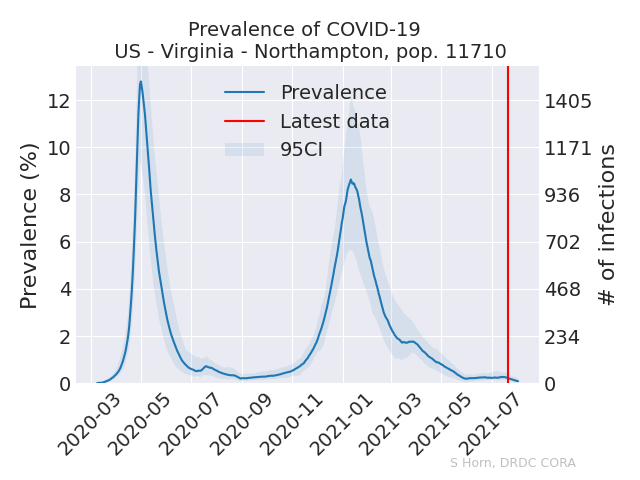 Prevalence of COVID-19
US - Virginia - Northampton, pop. 11710
Prevalence
Latest data
95CI
Prevalence (%)
12
10
8
6
4
2
0
1405
1171
936
702
468
234
0
# of infections
2020-03
2020-05
2020-07
2020-09
2020-11
2021-01
2021-03
2021-05
2021-07
S Horn, DRDC CORA